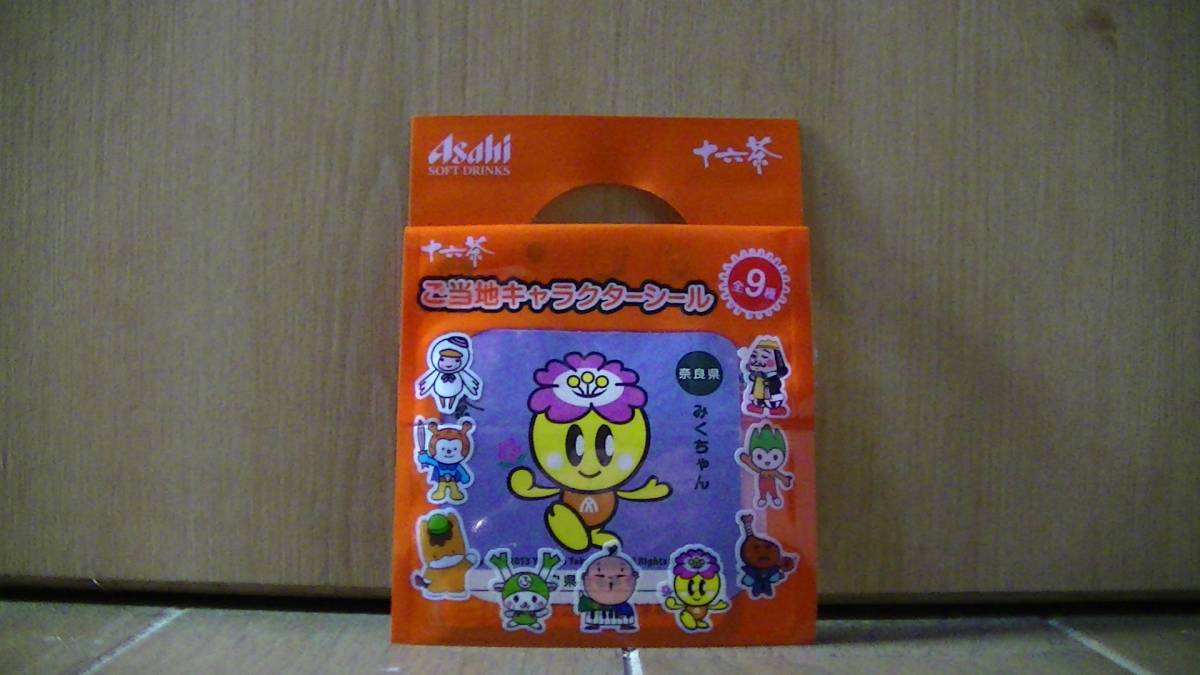 Asahi
SOFT DRINKS
十六茶
十六茶
ご当地キャラクターシール
全9種
奈良県
みくちゃん
Rights
県